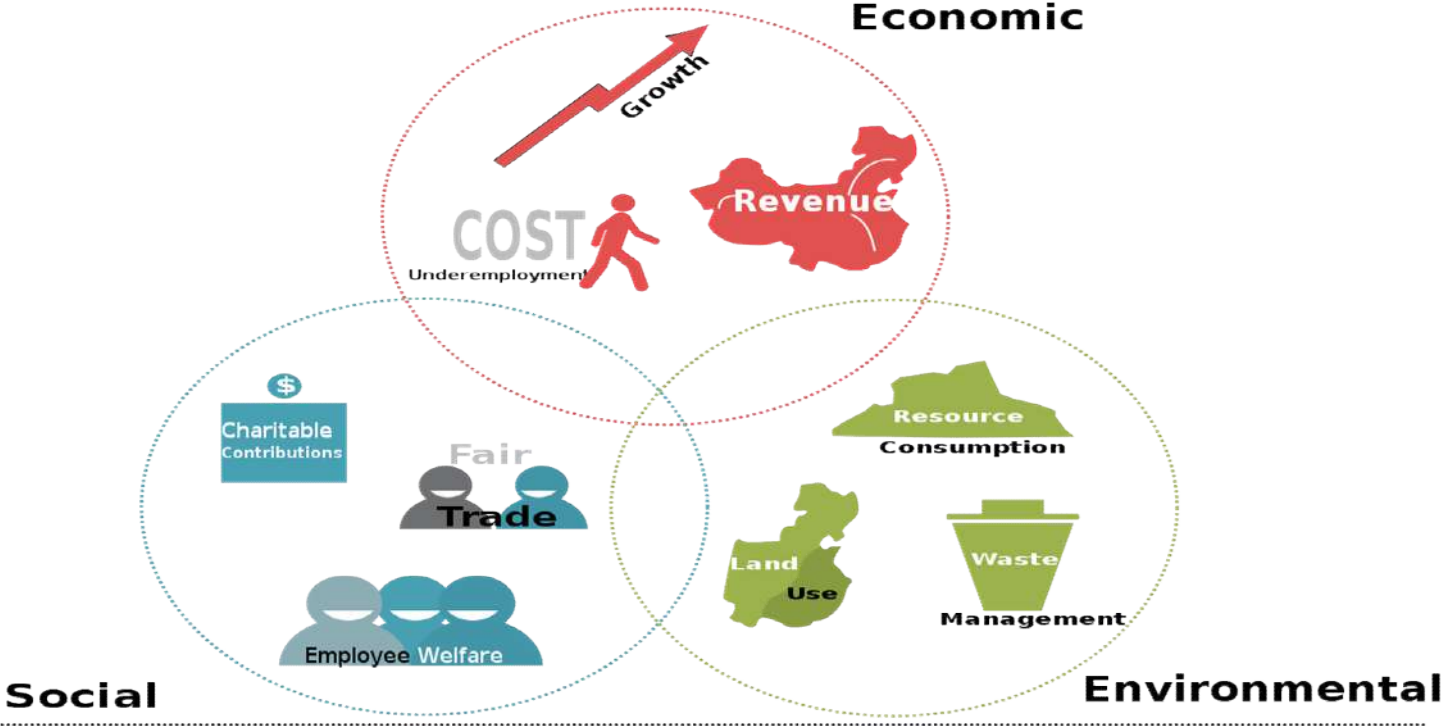 Economic
Growth
Revenue
COST
Underemployment
$
Charitable
Contributions
Fair
Trade
Employee Welfare
Resource
Consumption
Land
Use
Waste
Management
Social
Environmental